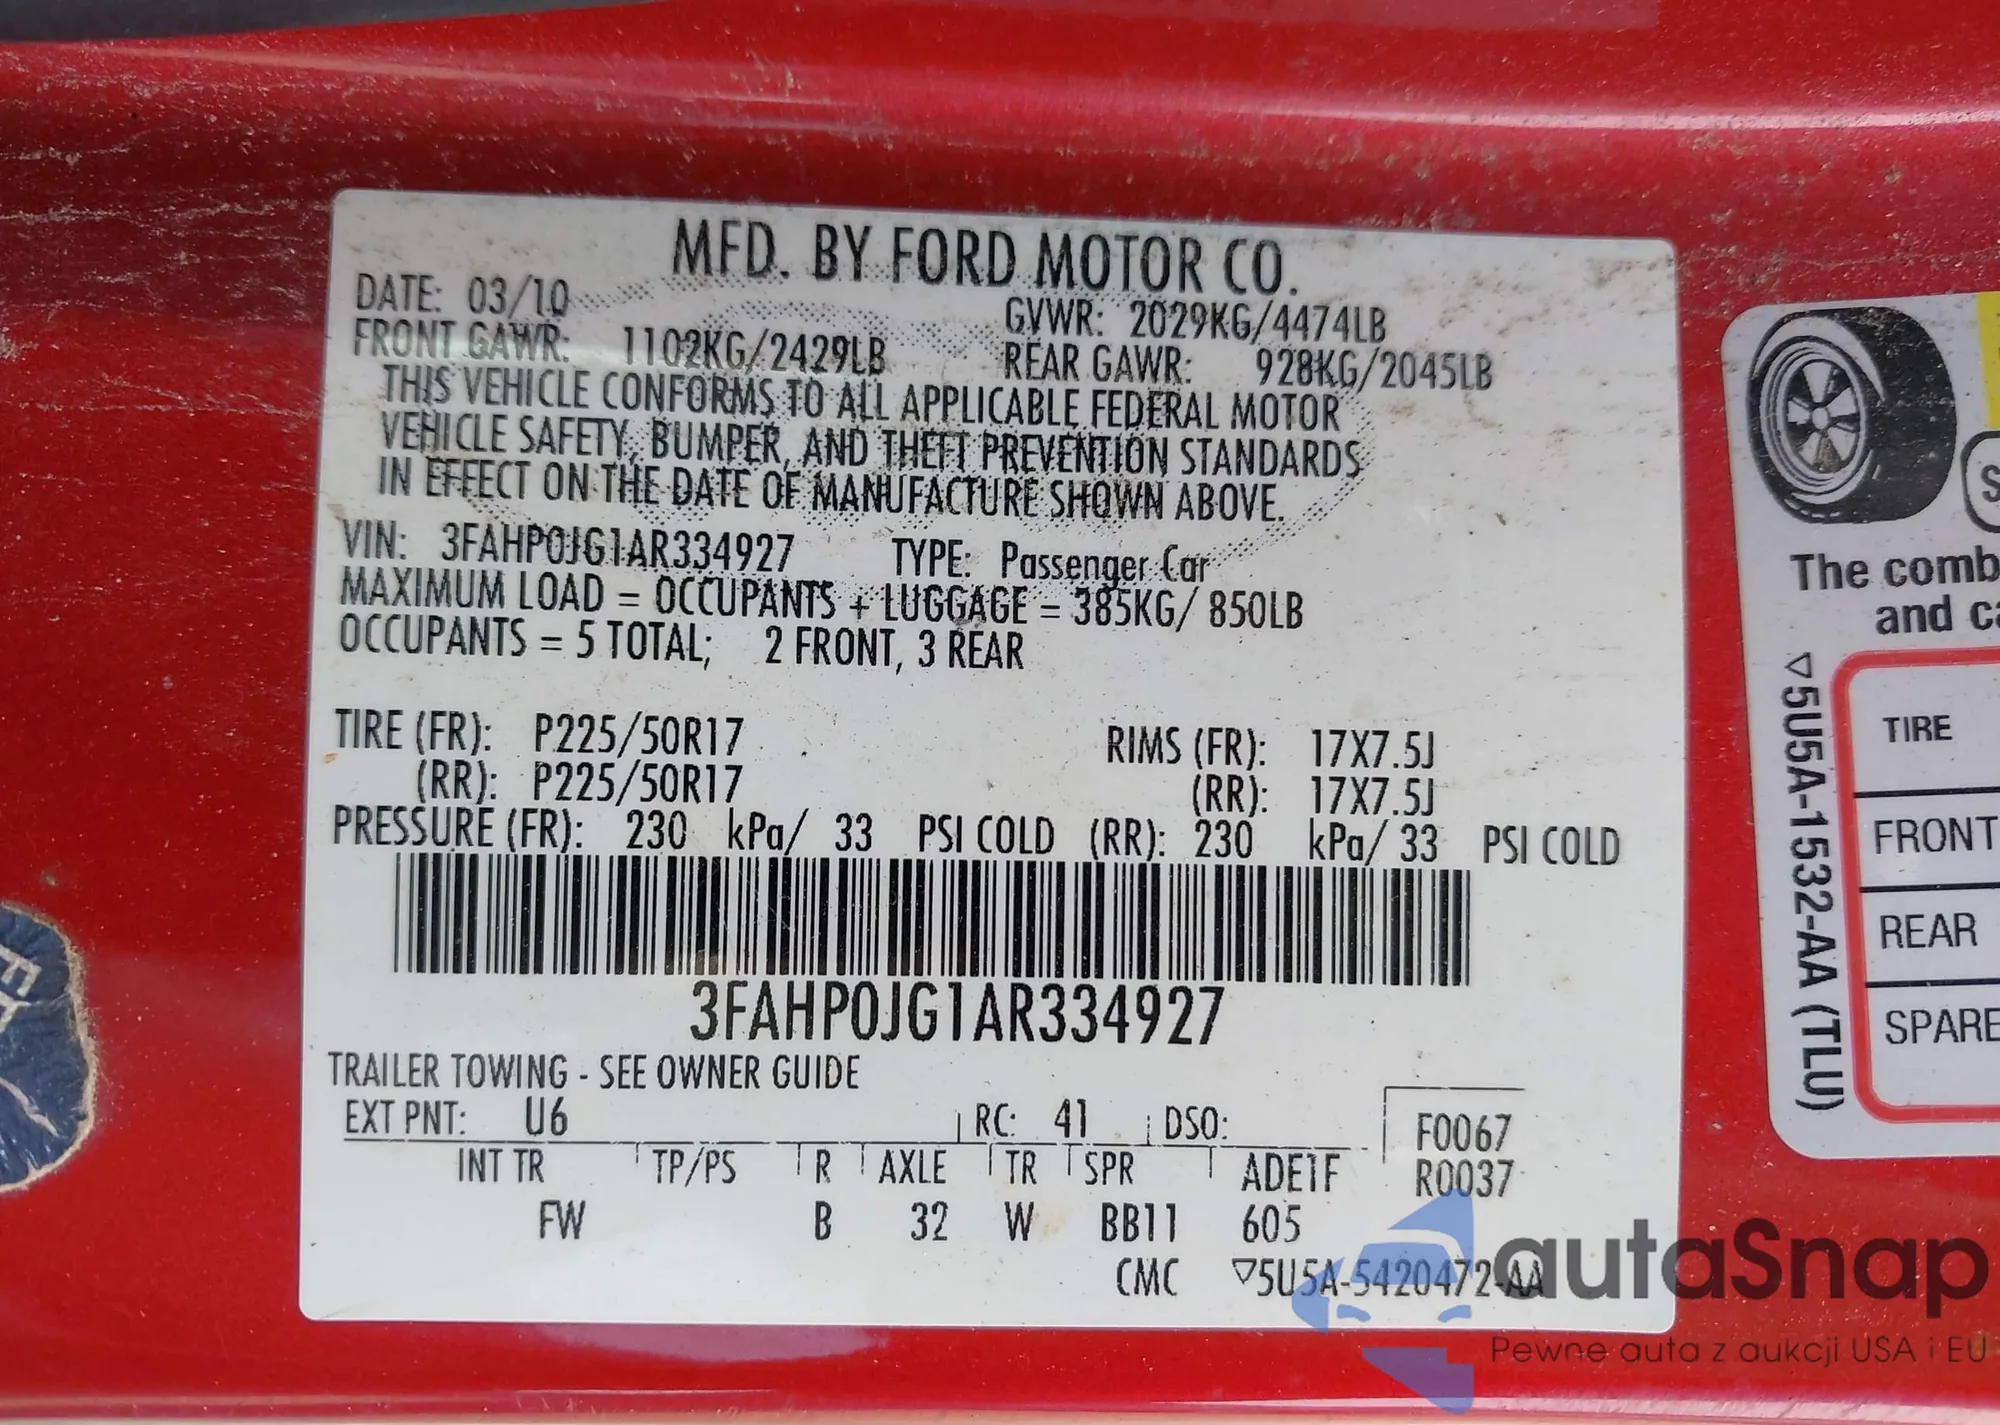 MFD. BY FORD MOTOR CO.
DATE: 03/10
GVWR: 2029KG/4474LB
FRONT GAWR: 1102KG/2429LB
REAR GAWR: 928KG/2045LB
THIS VEHICLE CONFORMS TO ALL APPLICABLE FEDERAL MOTOR
VEHICLE SAFETY, BUMPER, AND THEFT PREVENTION STANDARDS
IN EFFECT ON THE DATE OF MANUFACTURE SHOWN ABOVE.
VIN: 3FAHP0JG1AR334927 TYPE: Passenger Car
MAXIMUM LOAD = OCCUPANTS + LUGGAGE = 385KG/ 850LB
OCCUPANTS = 5 TOTAL; 2 FRONT, 3 REAR
TIRE (FR): P225/50R17 RIMS (FR): 17X7.5J
(RR): P225/50R17 (RR): 17X7.5J
PRESSURE (FR): 230 kPa/ 33 PSI COLD (RR): 230 kPa/ 33 PSI COLD
3FAHP0JG1AR334927
TRAILER TOWING - SEE OWNER GUIDE
EXT PNT: U6 RC: 41 DSO: F0067
INT TR TP/PS R AXLE TR SPR ADE1F R0037
FW B 32 W BB11 605
CMC ▽5U5A-5420472-AA
The comb
and ca
▽5U5A-1532-AA (TLU)
TIRE
FRONT
REAR
SPARE
autaSnap
Pewne auta z aukcji USA i EU